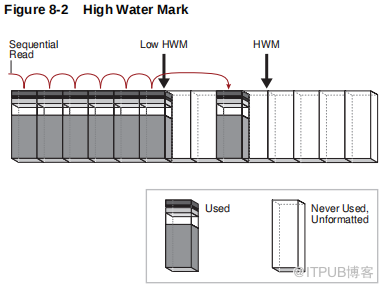 Figure 8-2 High Water Mark
Sequential
Read
Low HWM
HWM
Used
Never Used,
Unformatted
@ITPUB博客